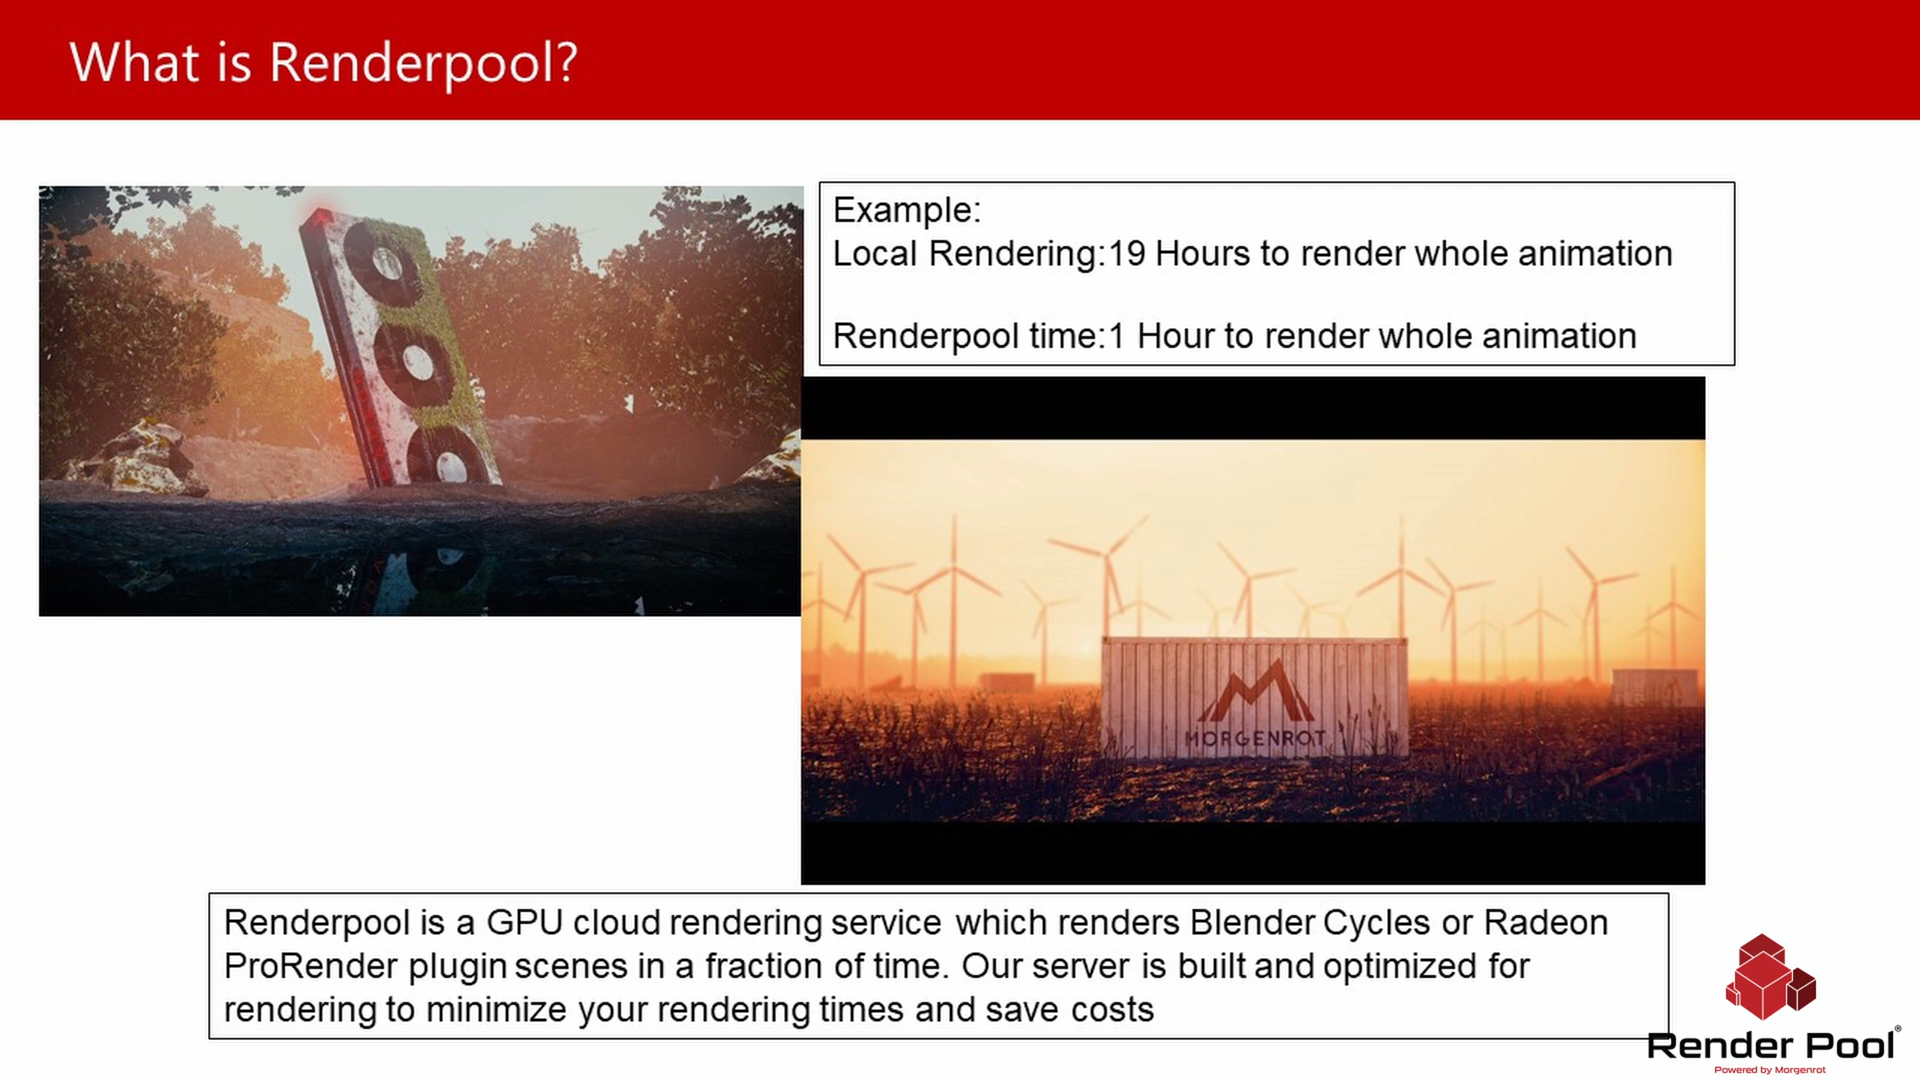 What is Renderpool?
Example:
Local Rendering:19 Hours to render whole animation
Renderpool time:1 Hour to render whole animation
MORGENROT
Renderpool is a GPU cloud rendering service which renders Blender Cycles or Radeon
ProRender plugin scenes in a fraction of time. Our server is built and optimized for
rendering to minimize your rendering times and save costs
Render Pool®
Powered by Morgenrot